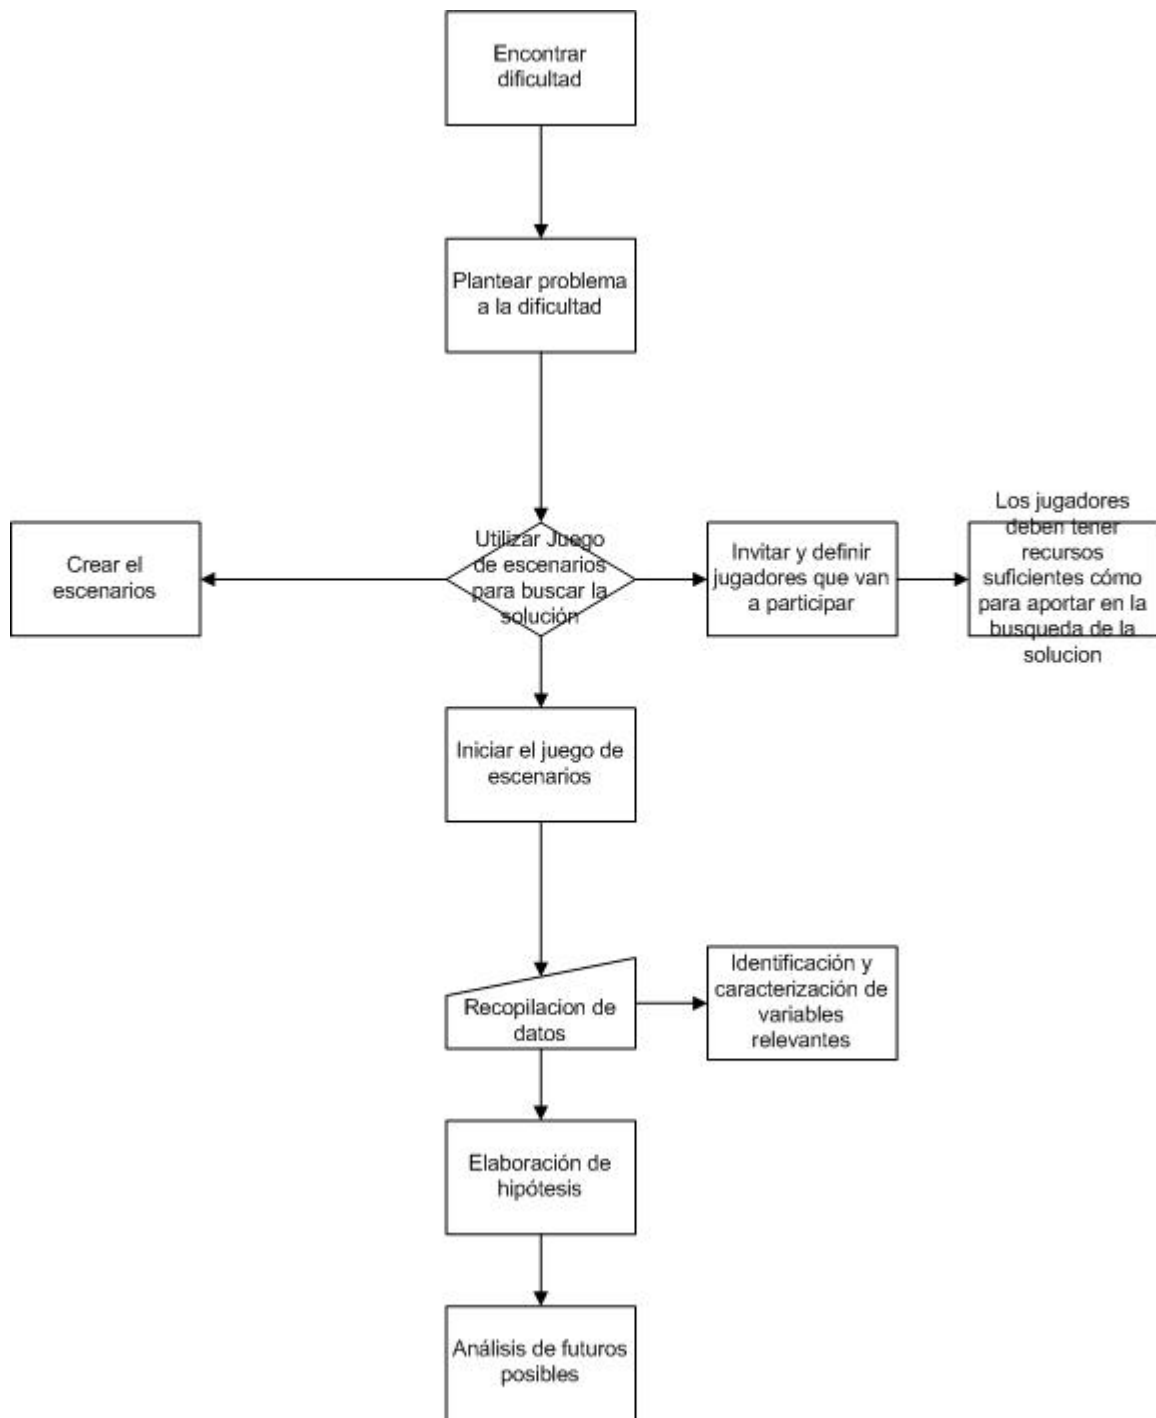 Encontrar
dificultad
Plantear problema
a la dificultad
Crear el
escenarios
Utilizar Juego
de escenarios
para buscar la
solución
Invitar y definir
jugadores que van
a participar
Los jugadores
deben tener
recursos
suficientes cómo
para aportar en la
busqueda de la
solucion
Iniciar el juego de
escenarios
Recopilacion de
datos
Identificación y
caracterización de
variables
relevantes
Elaboración de
hipótesis
Análisis de futuros
posibles